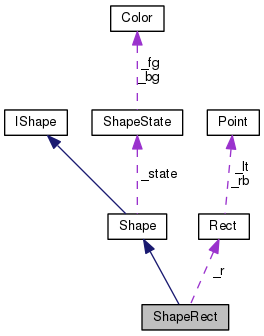 Color
_fg
_bg
IShape
ShapeState
Point
_state
_lt
_rb
Shape
Rect
_r
ShapeRect